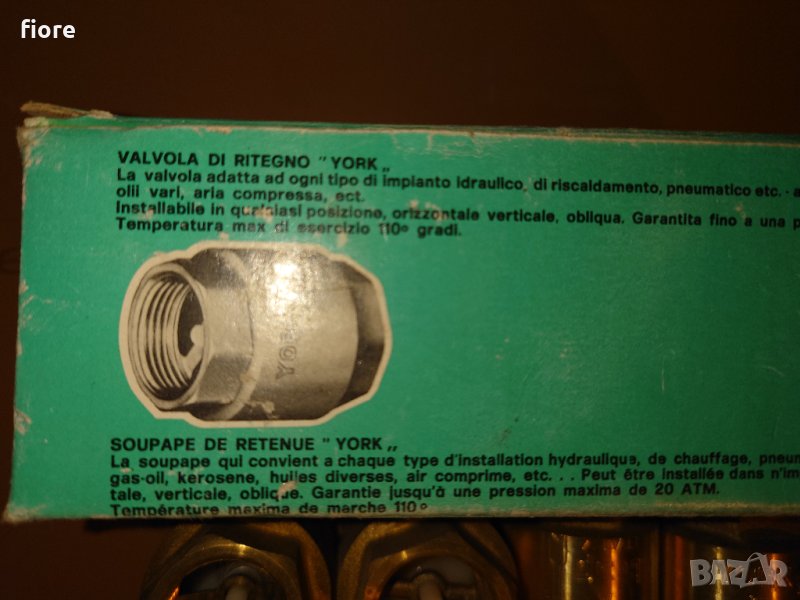 fiore
VALVOLA DI RITEGNO "YORK„
La valvola adatta ad ogni tipo di impianto idraulico, di riscaldamento, pneumatico etc. - a
olii vari, aria compressa, ect.
Installabile in qualsiasi posizione, orizzontale verticale, obliqua. Garantita fino a una p
Temperatura max di esercizio 110° gradi.
YO
SOUPAPE DE RETENUE "YORK„
La soupape qui convient a chaque type d'installation hydraulique, de chauffage, pneum
gas-oil, kerosene, huiles diverses, air comprime, etc... Peut être installée dans n'im
tale, verticale, oblique. Garantie jusqu'à une pression maxima de 20 ATM.
Température maxima de marche 110°
BAZAR